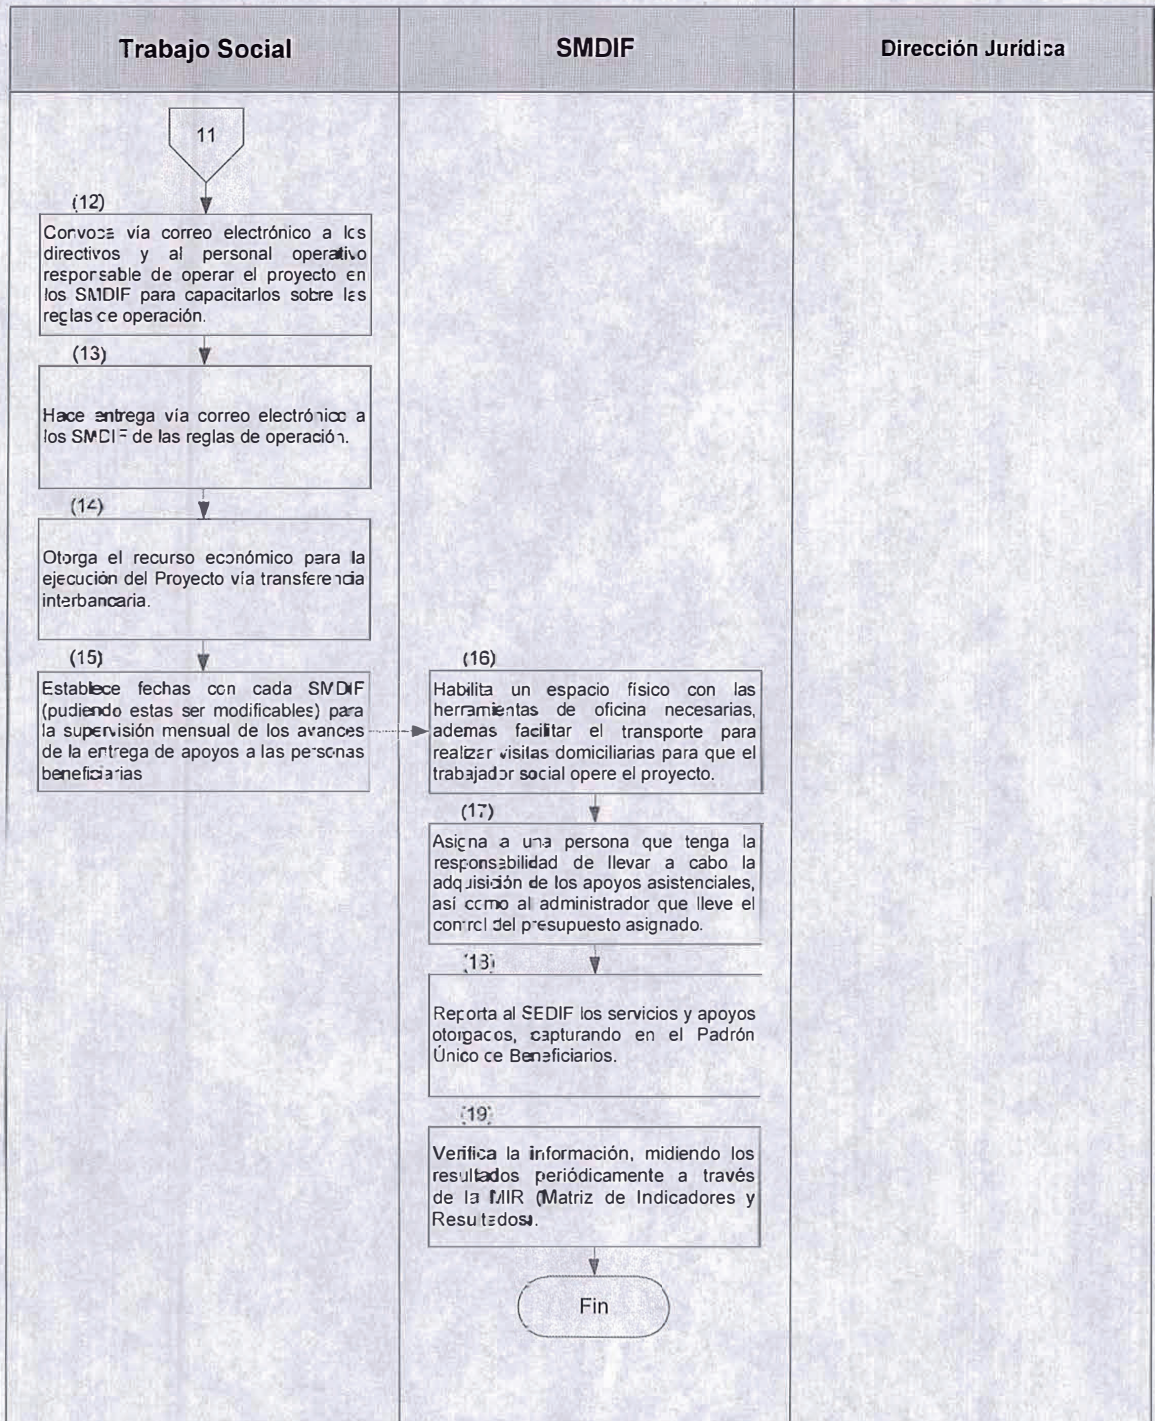 Trabajo Social
SMDIF
Dirección Jurídica
11
(12)
Convoca vía correo electrónico a los
directivos y al personal operativo
responsable de operar el proyecto en
los SMDIF para capacitarlos sobre las
reglas de operación.
(13)
Hace entrega vía correo electrónico a
los SMDIF de las reglas de operación.
(14)
Otorga el recurso económico para la
ejecución del Proyecto vía transferencia
interbancaria.
(15)
Establece fechas con cada SMDIF
(pudiendo estas ser modificables) para
la supervisión mensual de los avances
de la entrega de apoyos a las personas
beneficiarias
(16)
Habilita un espacio físico con las
herramientas de oficina necesarias,
ademas facilitar el transporte para
realizar visitas domiciliarias para que el
trabajador social opere el proyecto.
(17)
Asigna a una persona que tenga la
responsabilidad de llevar a cabo la
adquisición de los apoyos asistenciales,
así como al administrador que lleve el
control del presupuesto asignado.
(18)
Reporta al SEDIF los servicios y apoyos
otorgados, capturando en el Padrón
Único de Beneficiarios.
(19)
Verifica la información, midiendo los
resultados periódicamente a través
de la MIR (Matriz de Indicadores y
Resultados).
Fin